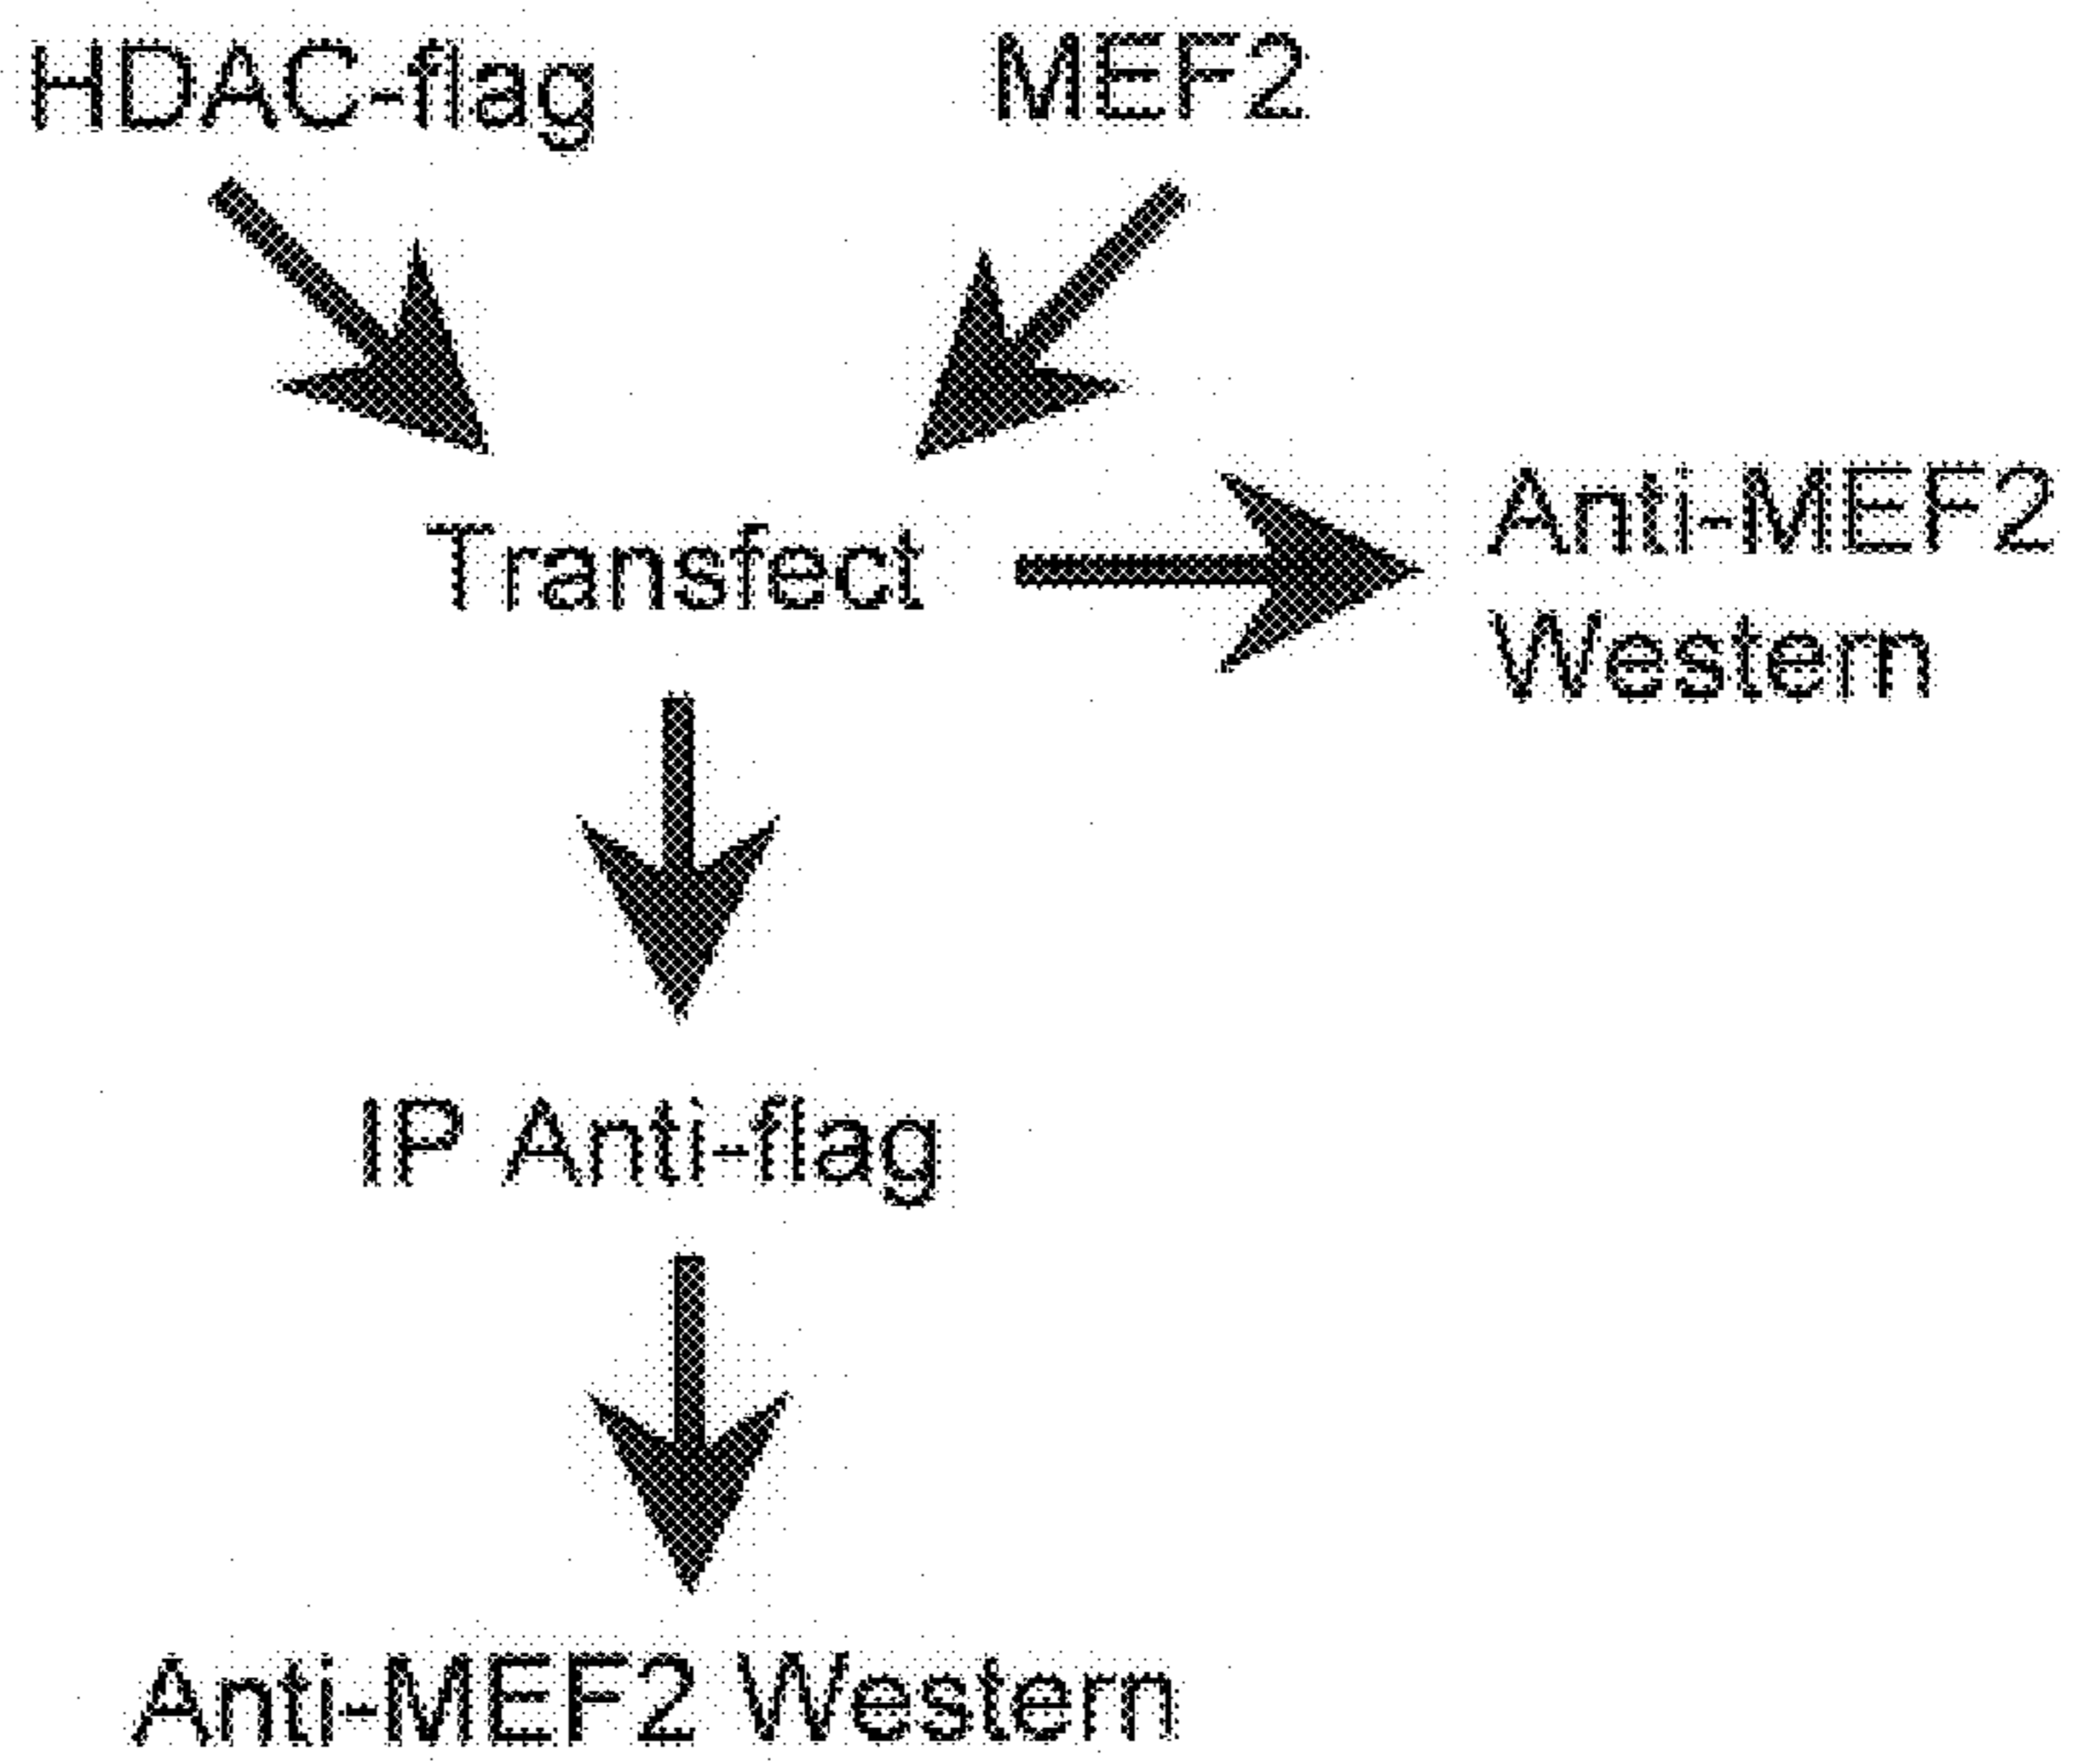 HDAC-flag
MEF2
Transfect
Anti-MEF2
Western
IP Anti-flag
Anti-MEF2 Western